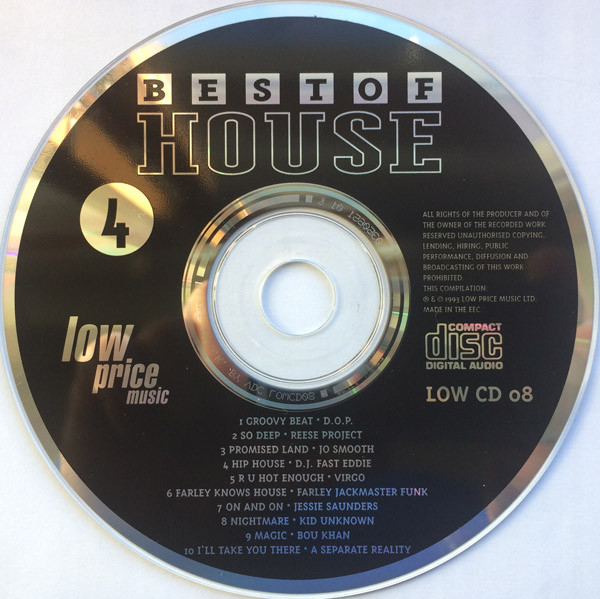 BEST OF
HOUSE
4
ALL RIGHTS OF THE PRODUCER AND OF
THE OWNER OF THE RECORDED WORK
RESERVED UNAUTHORISED COPYING,
LENDING, HIRING, PUBLIC
PERFORMANCE, DIFFUSION AND
BROADCASTING OF THIS WORK
PROHIBITED
THIS COMPILATION:
℗ & © 1993 LOW PRICE MUSIC LTD.
MADE IN THE EEC
low
price
music
COMPACT
disc
DIGITAL AUDIO
LOW CD 08
BY ADC LOMCD08
1 GROOVY BEAT • D.O.P.
2 SO DEEP • REESE PROJECT
3 PROMISED LAND • JO SMOOTH
4 HIP HOUSE • D.J. FAST EDDIE
5 R U HOT ENOUGH • VIRGO
6 FARLEY KNOWS HOUSE • FARLEY JACKMASTER FUNK
7 ON AND ON • JESSIE SAUNDERS
8 NIGHTMARE • KID UNKNOWN
9 MAGIC • BOU KHAN
10 I'LL TAKE YOU THERE • A SEPARATE REALITY